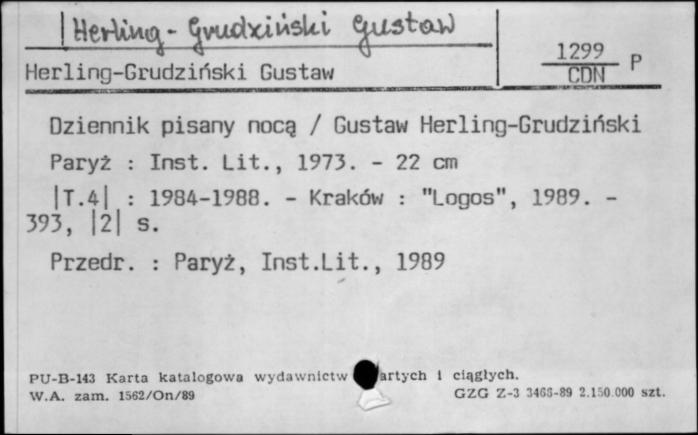 Herling-Grudziński Gustaw
Herling-Grudziński Gustaw
1299 P
CDN
Dziennik pisany nocą / Gustaw Herling-Grudziński
Paryż : Inst. Lit., 1973. - 22 cm
|T.4| : 1984-1988. - Kraków : "Logos", 1989. -
393, |2| s.
Przedr. : Paryż, Inst.Lit., 1989
PU-B-143 Karta katalogowa wydawnictw artych i ciągłych.
W.A. zam. 1562/On/89 GZG Z-3 3466-89 2.150.000 szt.